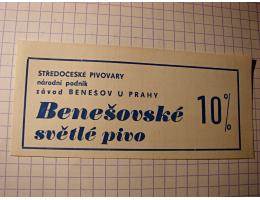 STŘEDOČESKÉ PIVOVARY
národní podnik
závod BENEŠOV U PRAHY
Benešovské 10%
světlé pivo